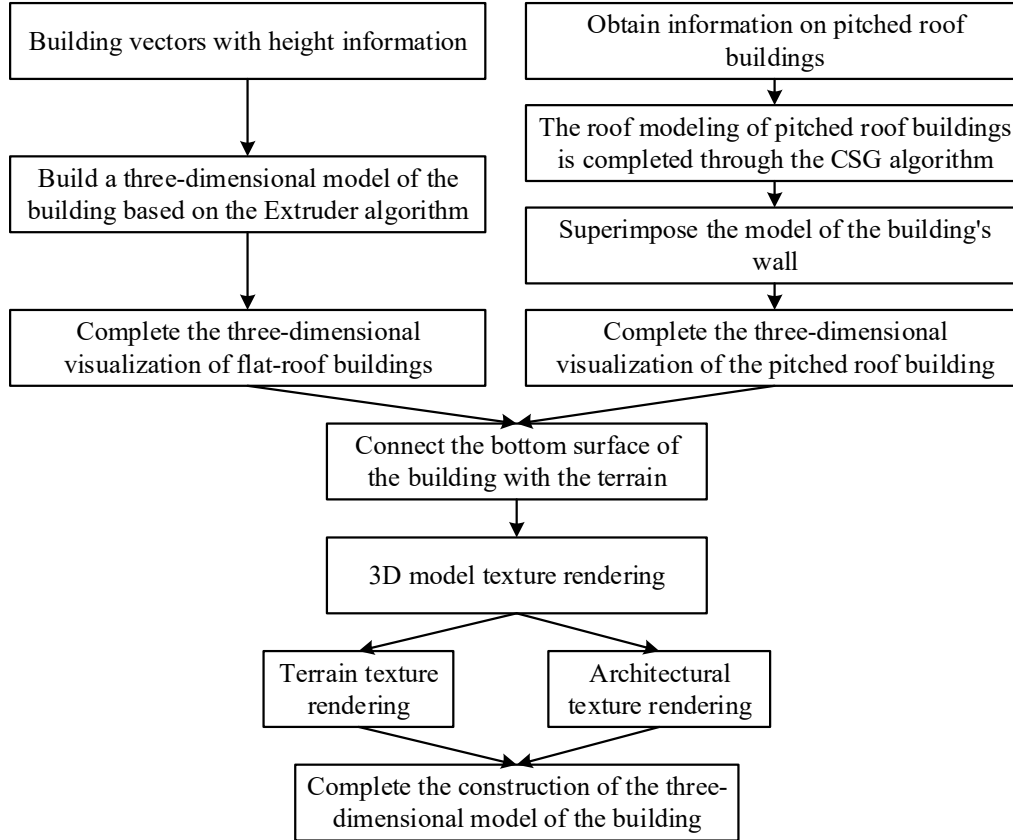 Building vectors with height information
Build a three-dimensional model of the
building based on the Extruder algorithm
Complete the three-dimensional
visualization of flat-roof buildings
Obtain information on pitched roof
buildings
The roof modeling of pitched roof buildings
is completed through the CSG algorithm
Superimpose the model of the building's
wall
Complete the three-dimensional
visualization of the pitched roof building
Connect the bottom surface of
the building with the terrain
3D model texture rendering
Terrain texture
rendering
Architectural
texture rendering
Complete the construction of the three-
dimensional model of the building